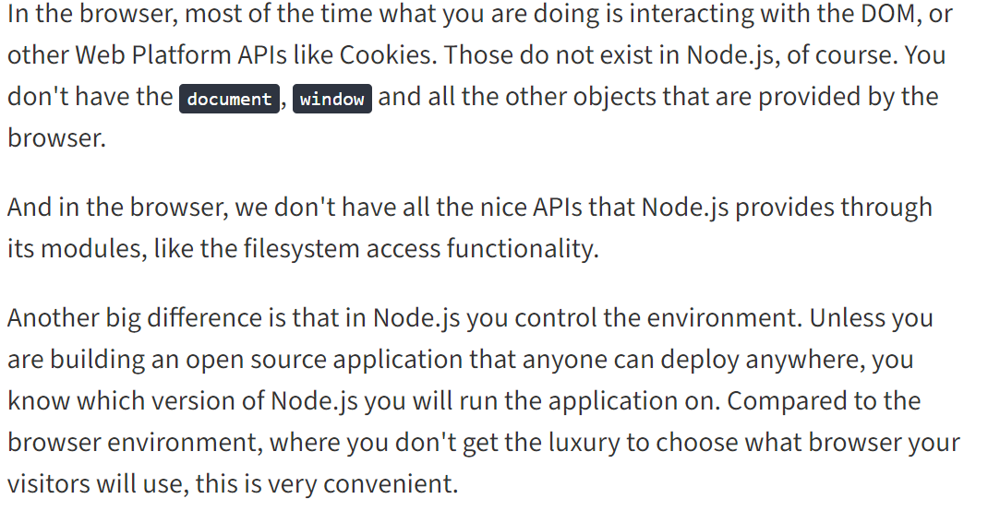 In the browser, most of the time what you are doing is interacting with the DOM, or
other Web Platform APIs like Cookies. Those do not exist in Node.js, of course. You
don't have the document, window and all the other objects that are provided by the
browser.
And in the browser, we don't have all the nice APIs that Node.js provides through
its modules, like the filesystem access functionality.
Another big difference is that in Node.js you control the environment. Unless you
are building an open source application that anyone can deploy anywhere, you
know which version of Node.js you will run the application on. Compared to the
browser environment, where you don't get the luxury to choose what browser your
visitors will use, this is very convenient.